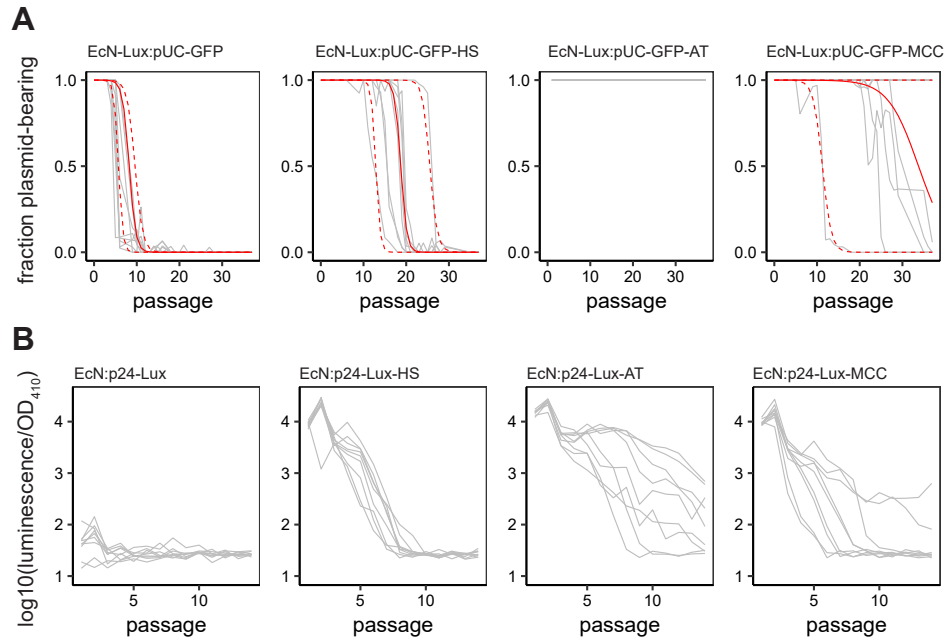 A
EcN-Lux:pUC-GFP EcN-Lux:pUC-GFP-HS EcN-Lux:pUC-GFP-AT EcN-Lux:pUC-GFP-MCC
fraction plasmid-bearing
1.0 1.0 1.0 1.0
0.5 0.5 0.5 0.5
0.0 0.0 0.0 0.0
0 10 20 30 0 10 20 30 0 10 20 30 0 10 20 30
passage passage passage passage
B
EcN:p24-Lux EcN:p24-Lux-HS EcN:p24-Lux-AT EcN:p24-Lux-MCC
log10(luminescence/OD410)
4 4 4 4
3 3 3 3
2 2 2 2
1 1 1 1
5 10 5 10 5 10 5 10
passage passage passage passage